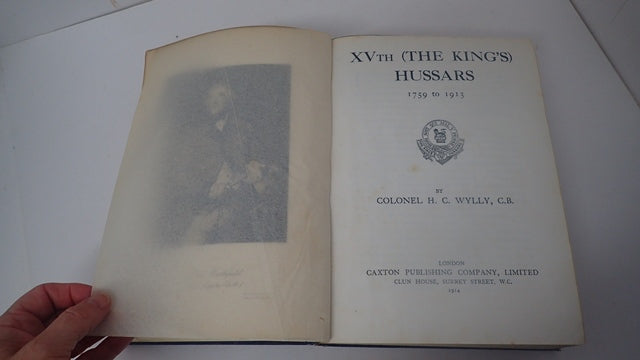 XVTH (THE KING'S)
HUSSARS
1759 to 1913
BY
COLONEL H. C. WYLLY, C.B.
LONDON
CAXTON PUBLISHING COMPANY, LIMITED
CLUN HOUSE, SURREY STREET, W.C.
1914